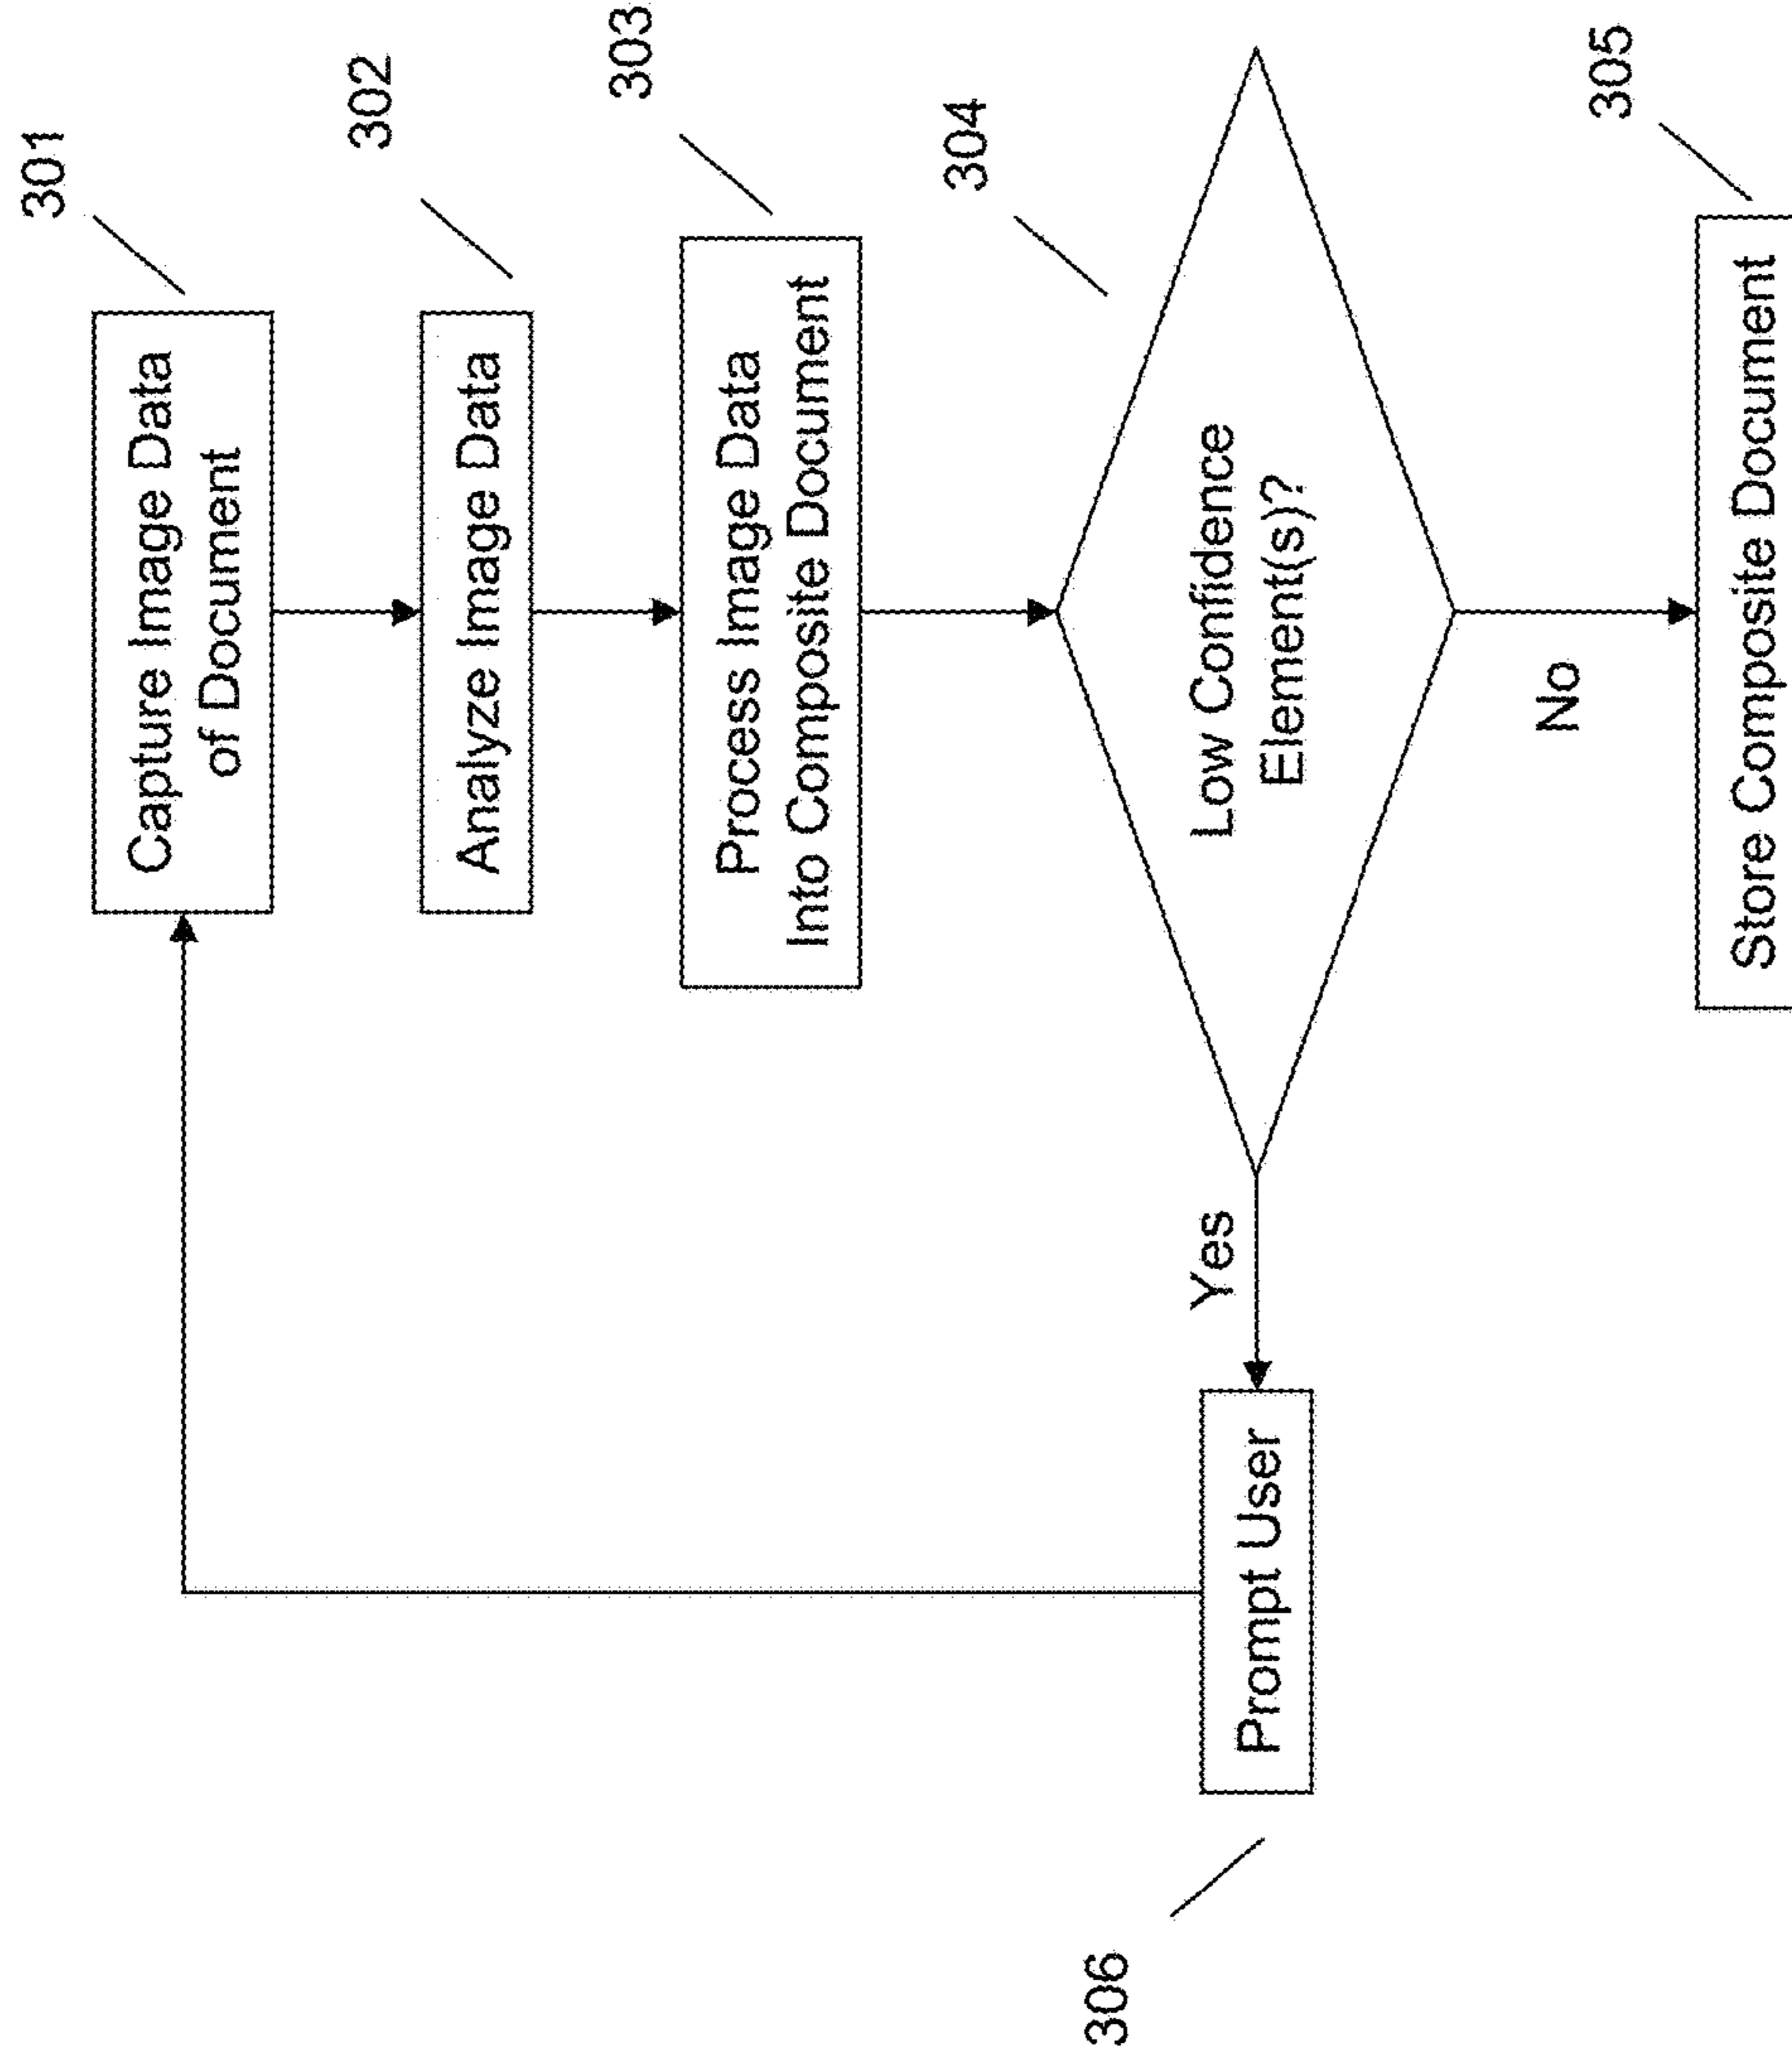 301
Capture Image Data
of Document
302
Analyze Image Data
303
Process Image Data
Into Composite Document
304
Low Confidence
Element(s)?
Yes
306
Prompt User
No
305
Store Composite Document